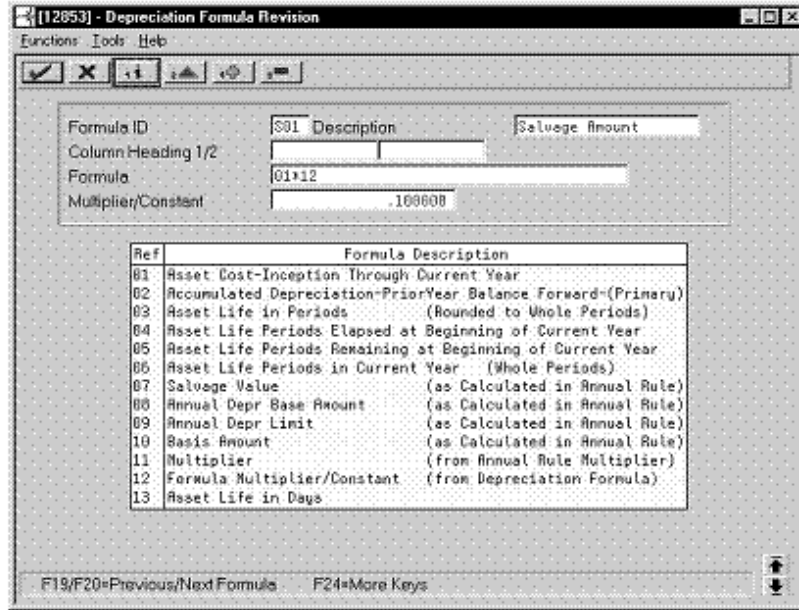 [12853] - Depreciation Formula Revision
Functions Tools Help
Formula ID S01 Description Salvage Amount
Column Heading 1/2
Formula 01*12
Multiplier/Constant .100000
Ref Formula Description
01 Asset Cost-Inception Through Current Year
02 Accumulated Depreciation-PriorYear Balance Forward-(Primary)
03 Asset Life in Periods (Rounded to Whole Periods)
04 Asset Life Periods Elapsed at Beginning of Current Year
05 Asset Life Periods Remaining at Beginning of Current Year
06 Asset Life Periods in Current Year (Whole Periods)
07 Salvage Value (as Calculated in Annual Rule)
08 Annual Depr Base Amount (as Calculated in Annual Rule)
09 Annual Depr Limit (as Calculated in Annual Rule)
10 Basis Amount (as Calculated in Annual Rule)
11 Multiplier (from Annual Rule Multiplier)
12 Formula Multiplier/Constant (from Depreciation Formula)
13 Asset Life in Days
F19/F20=Previous/Next Formula F24=More Keys